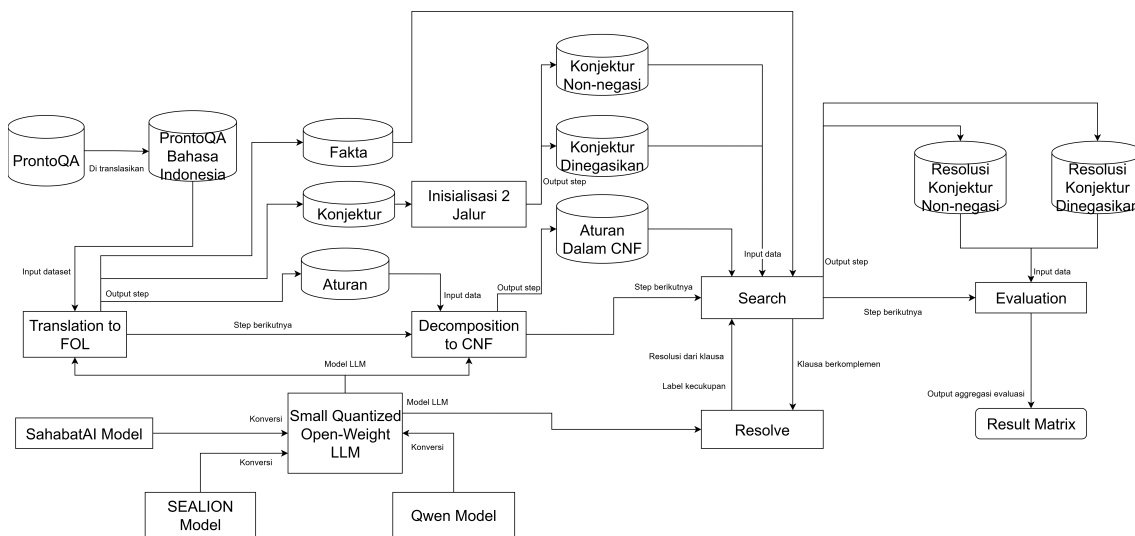 Konjektur
Non-negasi
ProntoQA
Di translasikan
ProntoQA
Bahasa
Indonesia
Fakta
Konjektur
Dinegasikan
Output step
Konjektur
Inisialisasi 2
Jalur
Aturan
Dalam CNF
Resolusi
Konjektur
Non-negasi
Resolusi
Konjektur
Dinegasikan
Input dataset
Output step
Aturan
Input data
Output step
Input data
Output step
Input data
Translation to
FOL
Step berikutnya
Decomposition
to CNF
Step berikutnya
Search
Step berikutnya
Evaluation
Model LLM
Resolusi dari klausa
Label kecukupan
Klausa berkomplemen
Output aggregasi evaluasi
SahabatAI Model
Konversi
Small Quantized
Open-Weight
LLM
Model LLM
Resolve
Result Matrix
Konversi
Konversi
SEALION
Model
Qwen Model